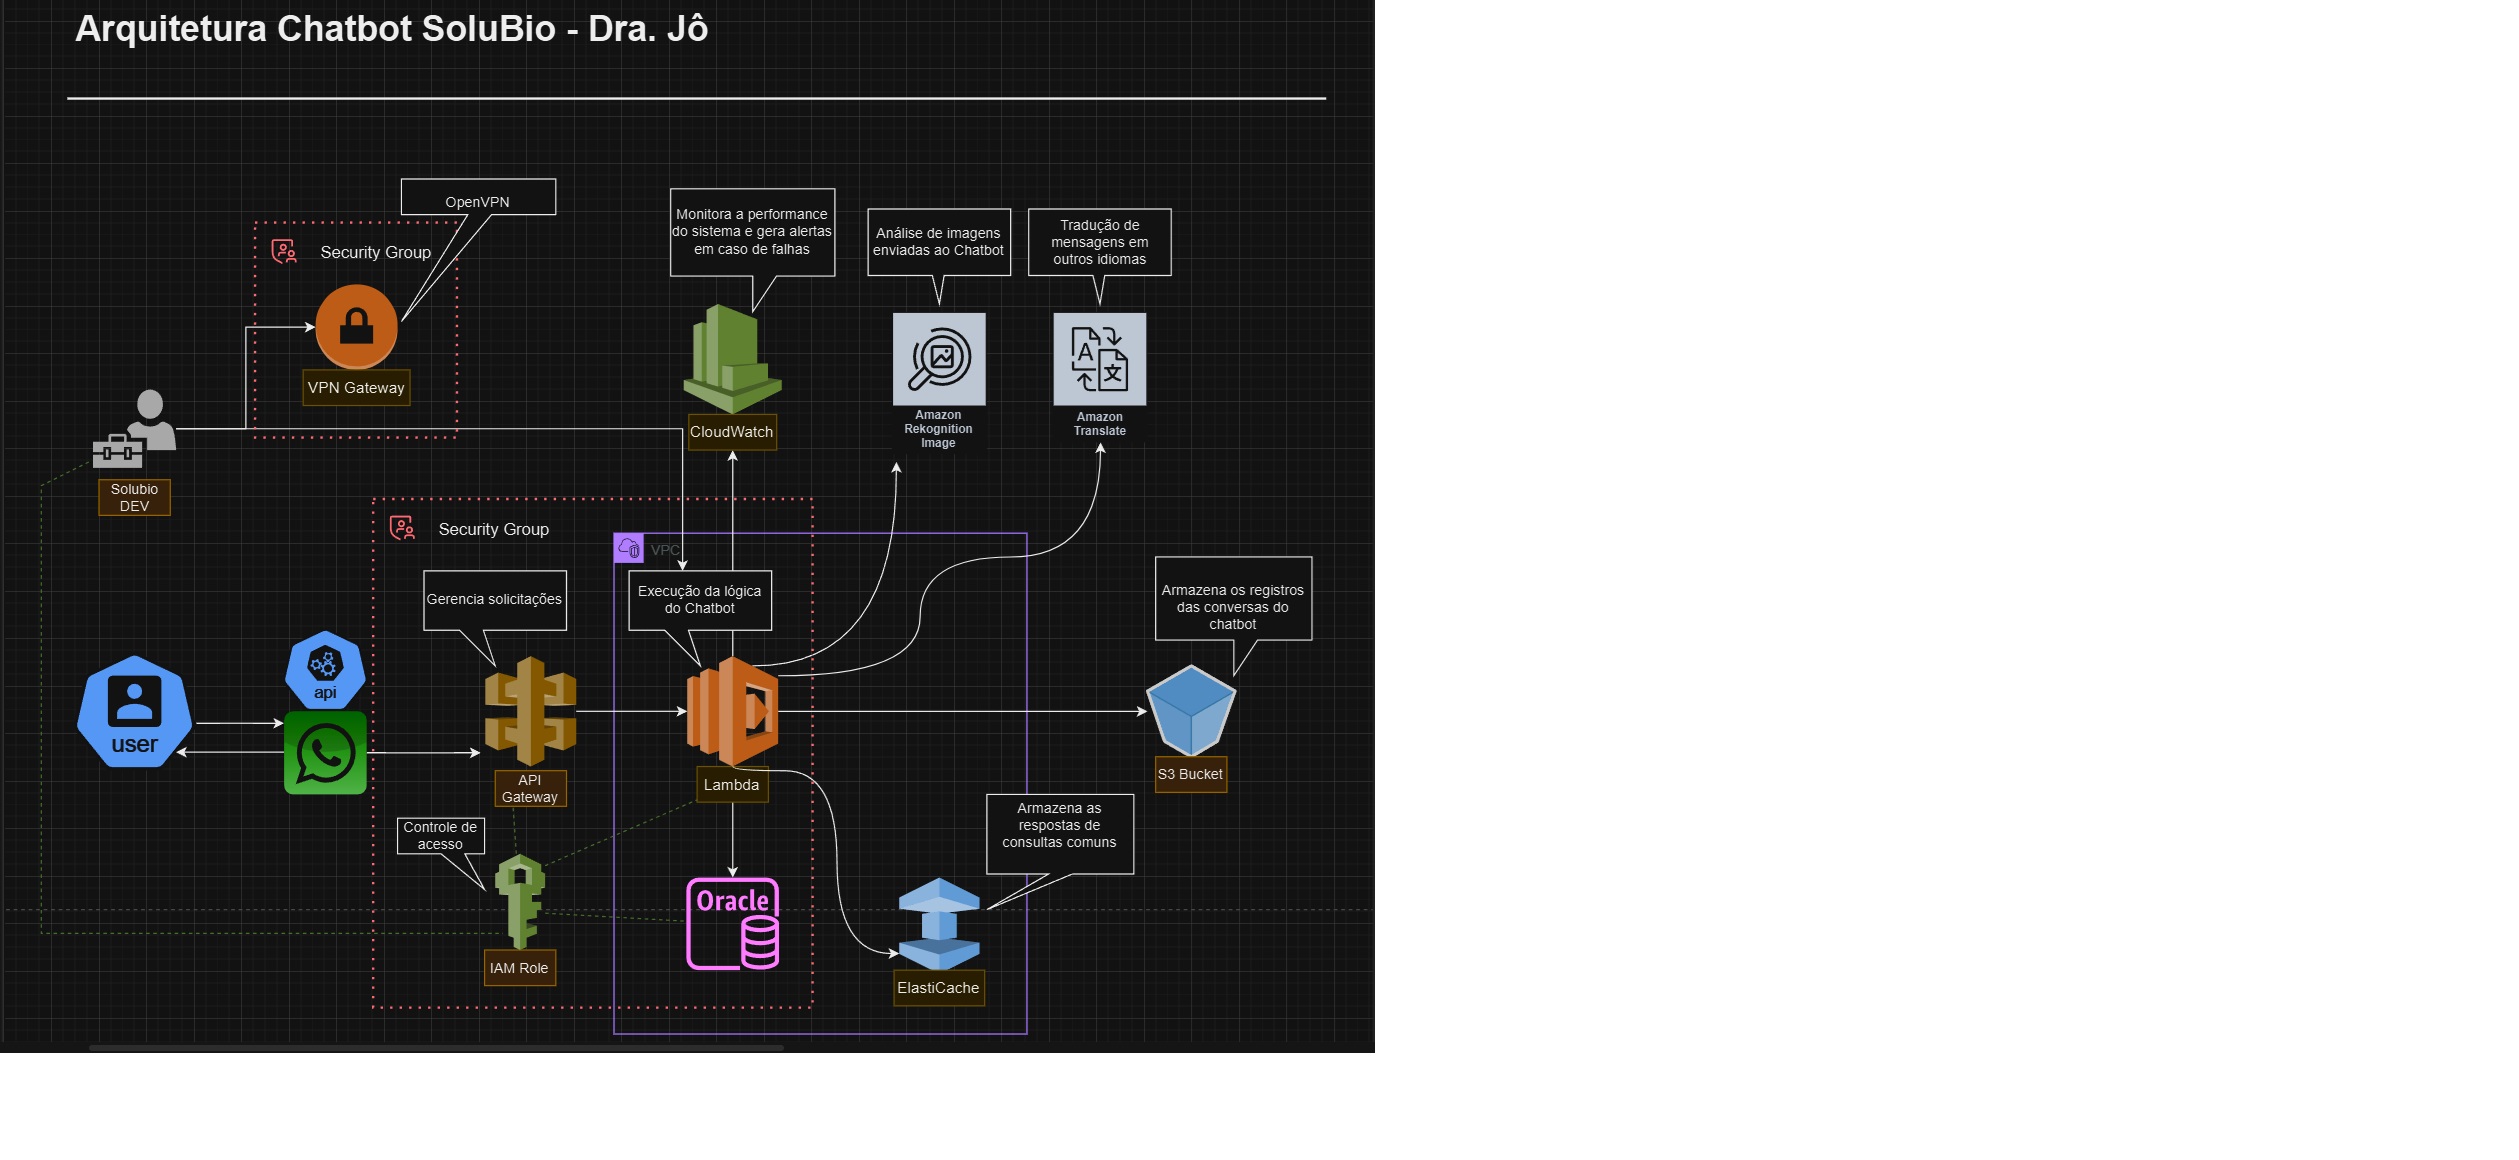 Arquitetura Chatbot SoluBio - Dra. Jô
OpenVPN
Security Group
VPN Gateway
Monitora a performance
do sistema e gera alertas
em caso de falhas
CloudWatch
Análise de imagens
enviadas ao Chatbot
Amazon
Rekognition
Image
Tradução de
mensagens em
outros idiomas
A
文
Amazon
Translate
Solubio
DEV
Security Group
VPC
Gerencia solicitações
Execução da lógica
do Chatbot
Armazena os registros
das conversas do
chatbot
api
user
API
Gateway
Lambda
S3 Bucket
Controle de
acesso
Armazena as
respostas de
consultas comuns
Oracle
IAM Role
ElastiCache